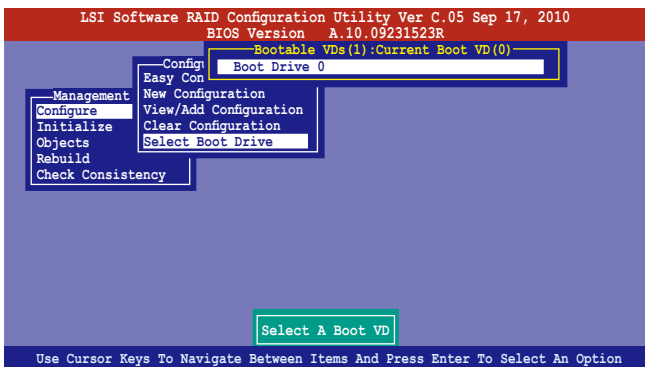 LSI Software RAID Configuration Utility Ver C.05 Sep 17, 2010
BIOS Version A.10.09231523R
Bootable VDs(1):Current Boot VD(0)
Boot Drive 0
Config
Easy Con
New Configuration
View/Add Configuration
Clear Configuration
Select Boot Drive
Management
Configure
Initialize
Objects
Rebuild
Check Consistency
Select A Boot VD
Use Cursor Keys To Navigate Between Items And Press Enter To Select An Option